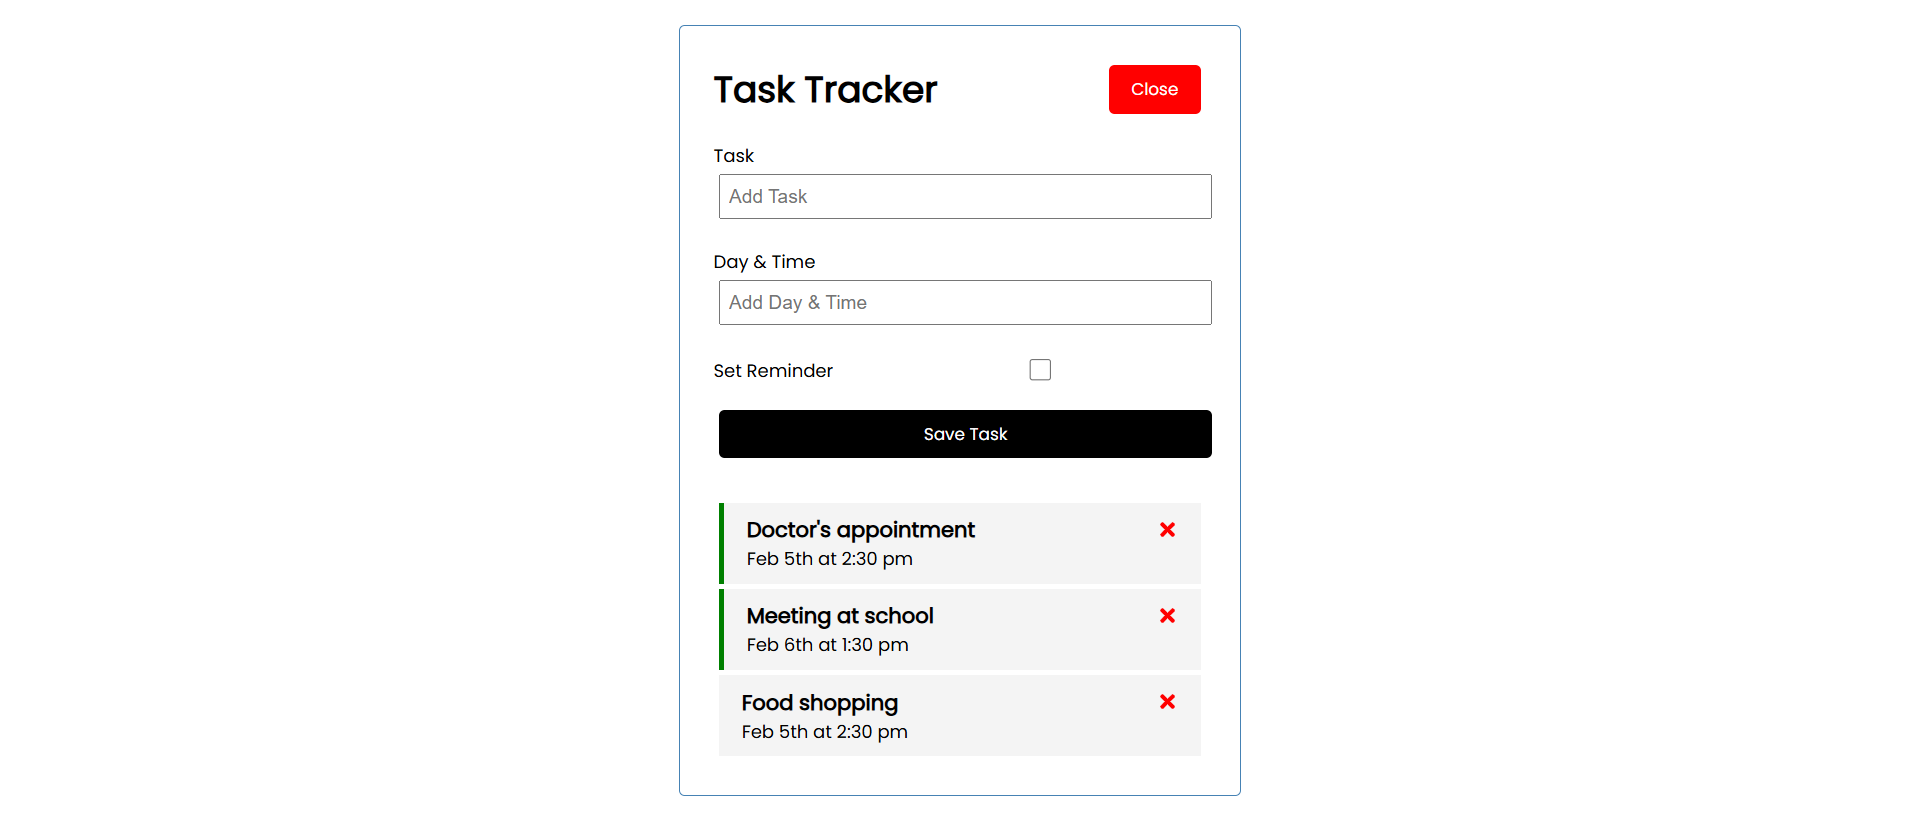 Task Tracker
Close
Task
Add Task
Day & Time
Add Day & Time
Set Reminder
Save Task
Doctor's appointment
Feb 5th at 2:30 pm
Meeting at school
Feb 6th at 1:30 pm
Food shopping
Feb 5th at 2:30 pm